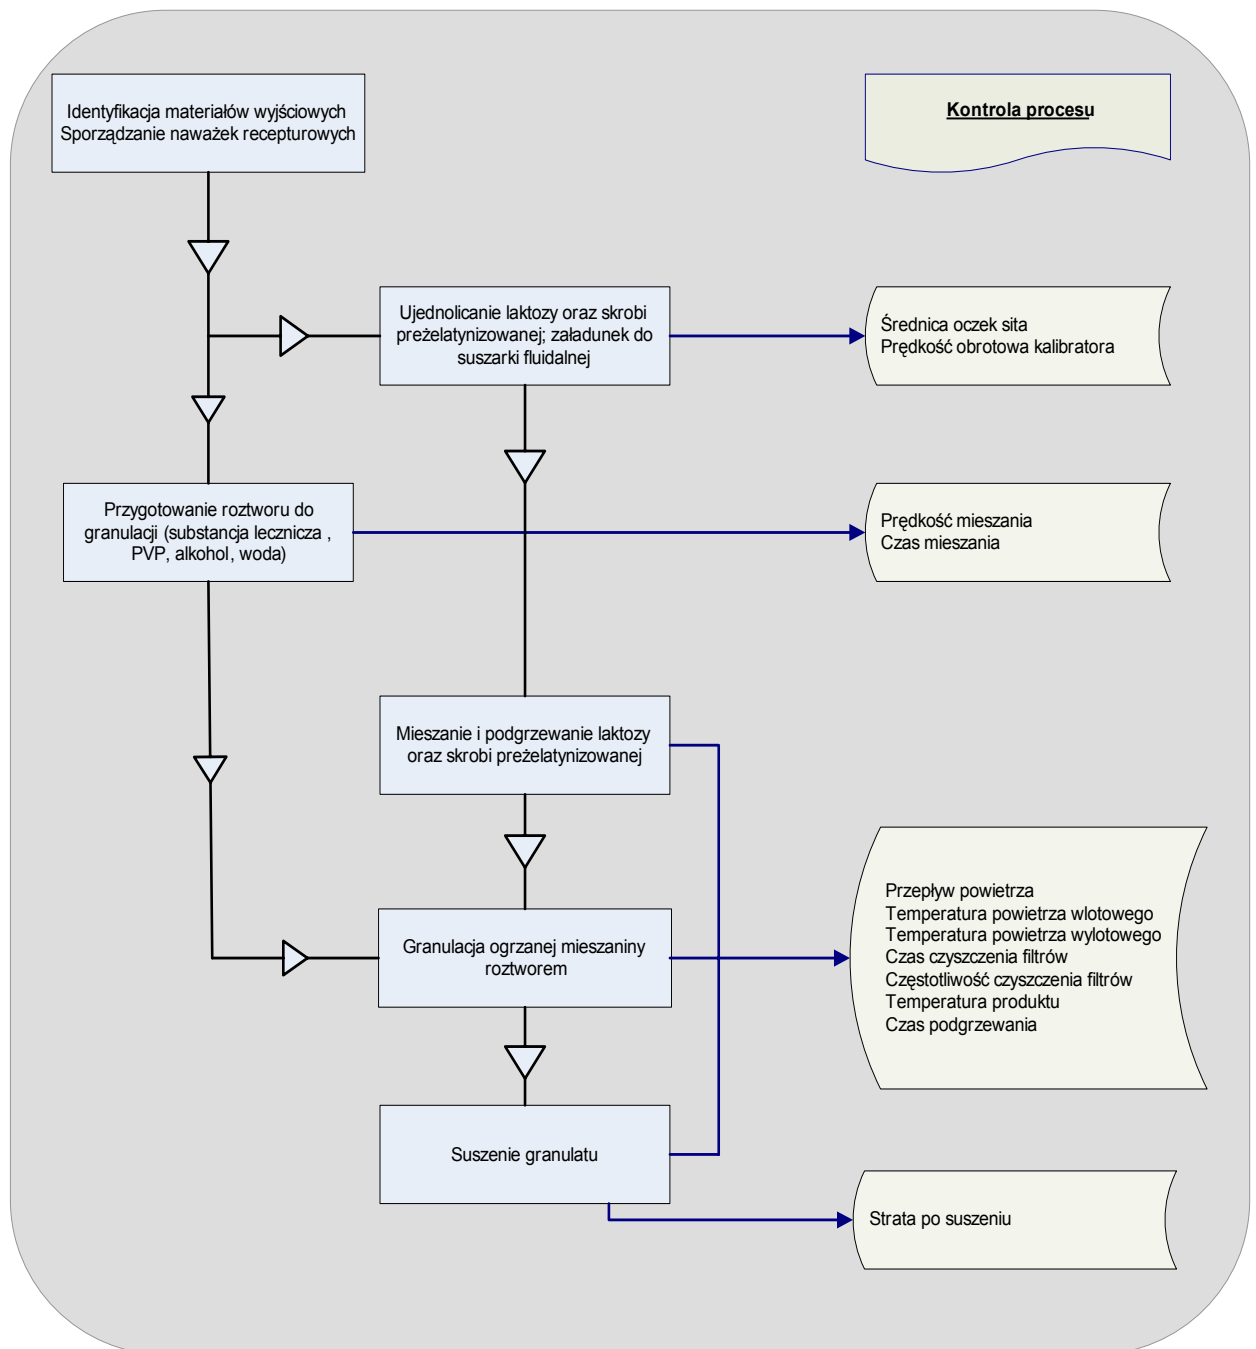 Identyfikacja materiałów wyjściowych
Sporządzanie naważek recepturowych
Kontrola procesu
Ujednolicanie laktozy oraz skrobi
preżelatynizowanej; załadunek do
suszarki fluidalnej
Średnica oczek sita
Prędkość obrotowa kalibratora
Przygotowanie roztworu do
granulacji (substancja lecznicza ,
PVP, alkohol, woda)
Prędkość mieszania
Czas mieszania
Mieszanie i podgrzewanie laktozy
oraz skrobi preżelatynizowanej
Granulacja ogrzanej mieszaniny
roztworem
Przepływ powietrza
Temperatura powietrza wlotowego
Temperatura powietrza wylotowego
Czas czyszczenia filtrów
Częstotliwość czyszczenia filtrów
Temperatura produktu
Czas podgrzewania
Suszenie granulatu
Strata po suszeniu